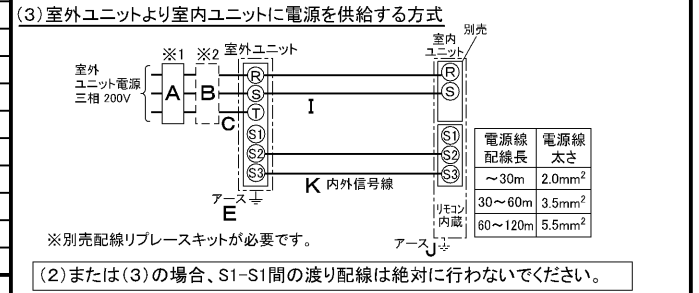 (3)室外ユニットより室内ユニットに電源を供給する方式
※1 ※2 室外ユニット
室内
ユニット
別売
室外
ユニット電源
三相 200V
A
B
C
R
S
T
S1
S2
S3
I
R
S
S1
S2
S3
K 内外信号線
アース
E
リモコン
内蔵
アース
J
電源線
配線長
電源線
太さ
～30m 2.0mm²
30～60m 3.5mm²
60～120m 5.5mm²
※別売配線リプレースキットが必要です。
(2)または(3)の場合、S1-S1間の渡り配線は絶対に行わないでください。